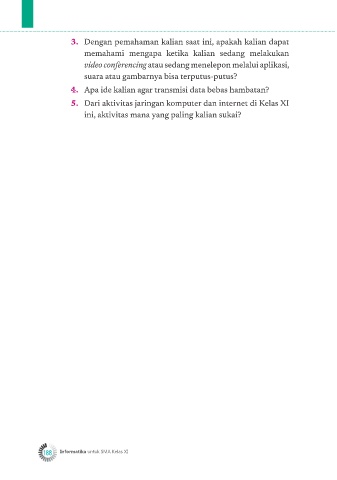 3. Dengan pemahaman kalian saat ini, apakah kalian dapat
memahami mengapa ketika kalian sedang melakukan
video conferencing atau sedang menelepon melalui aplikasi,
suara atau gambarnya bisa terputus-putus?
4. Apa ide kalian agar transmisi data bebas hambatan?
5. Dari aktivitas jaringan komputer dan internet di Kelas XI
ini, aktivitas mana yang paling kalian sukai?
188 Informatika untuk SMA Kelas XI